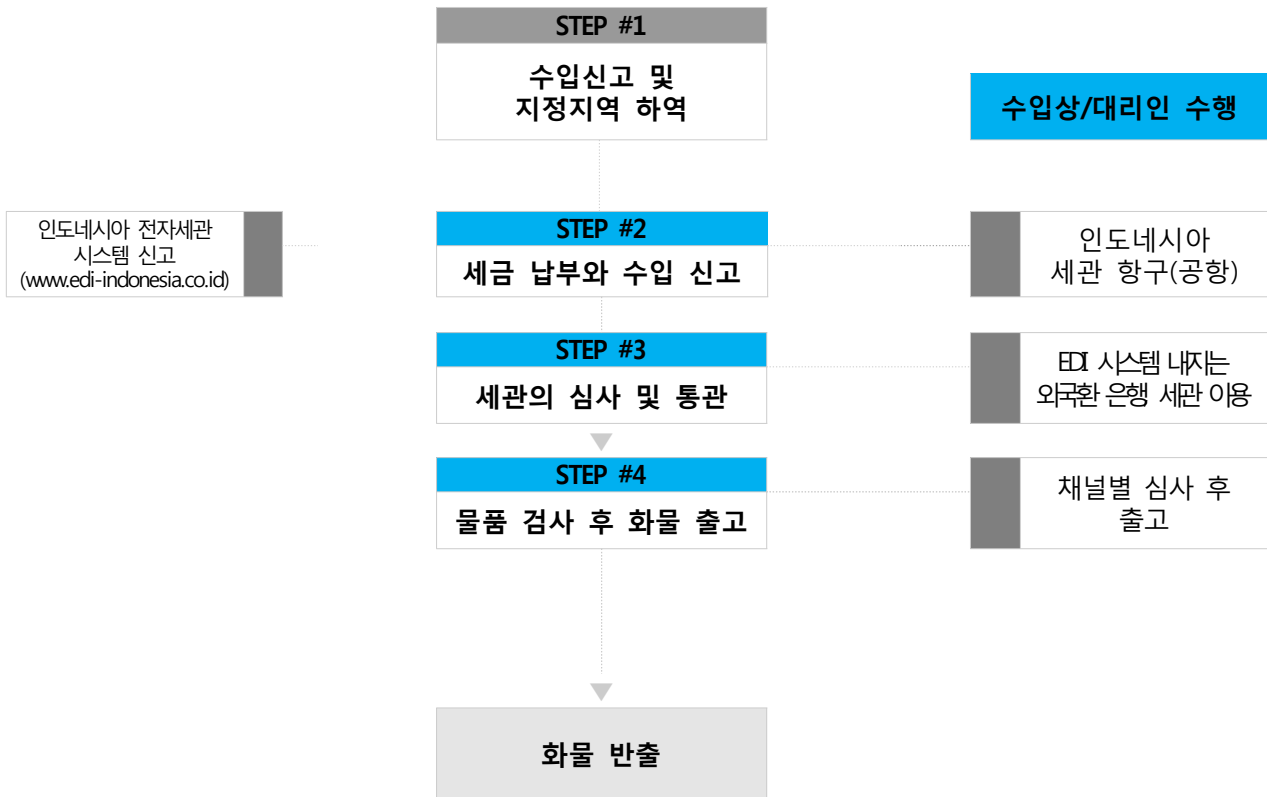 STEP #1
수입신고 및
지정지역 하역
수입상/대리인 수행
인도네시아 전자세관
시스템 신고
(www.edi-indonesia.co.id)
STEP #2
세금 납부와 수입 신고
인도네시아
세관 항구(공항)
STEP #3
세관의 심사 및 통관
EDI 시스템 내지는
외국환 은행 세관 이용
STEP #4
물품 검사 후 화물 출고
채널별 심사 후
출고
화물 반출